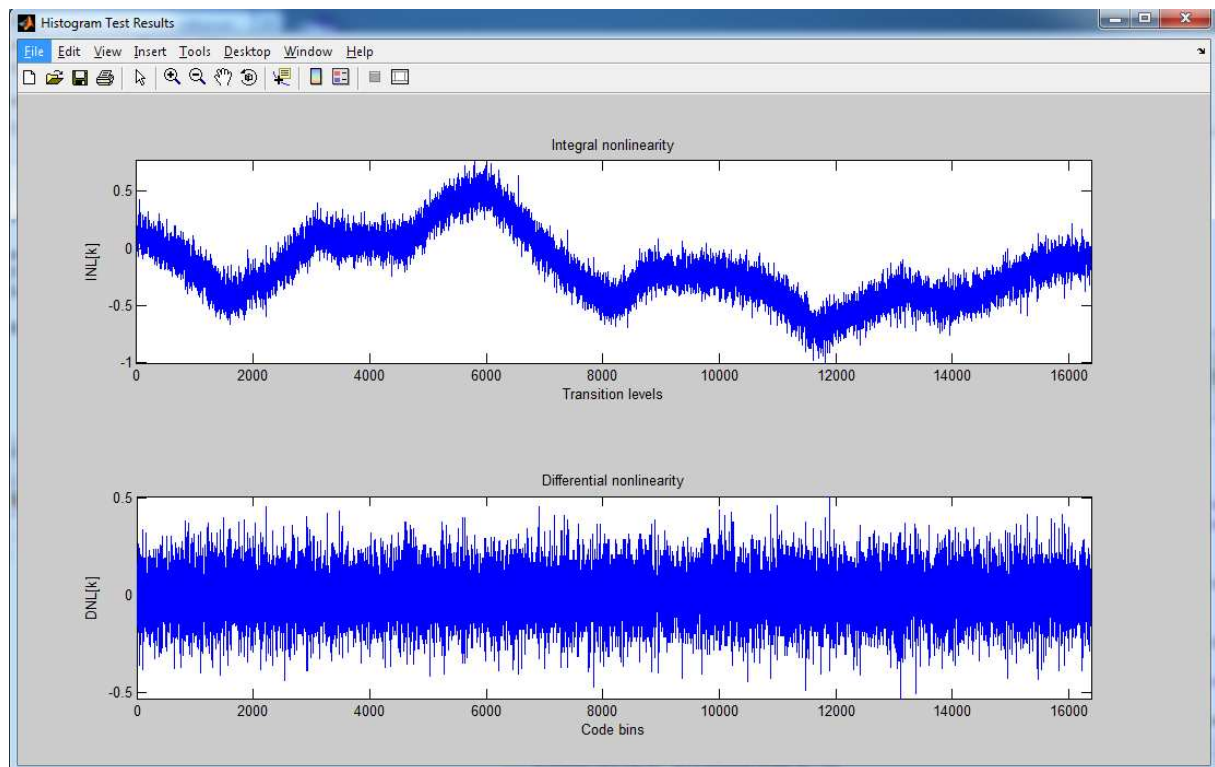 Histogram Test Results
File Edit View Insert Tools Desktop Window Help
Integral nonlinearity
INL[k]
0.5
0
-0.5
-1
0 2000 4000 6000 8000 10000 12000 14000 16000
Transition levels
Differential nonlinearity
DNL[k]
0.5
0
-0.5
0 2000 4000 6000 8000 10000 12000 14000 16000
Code bins